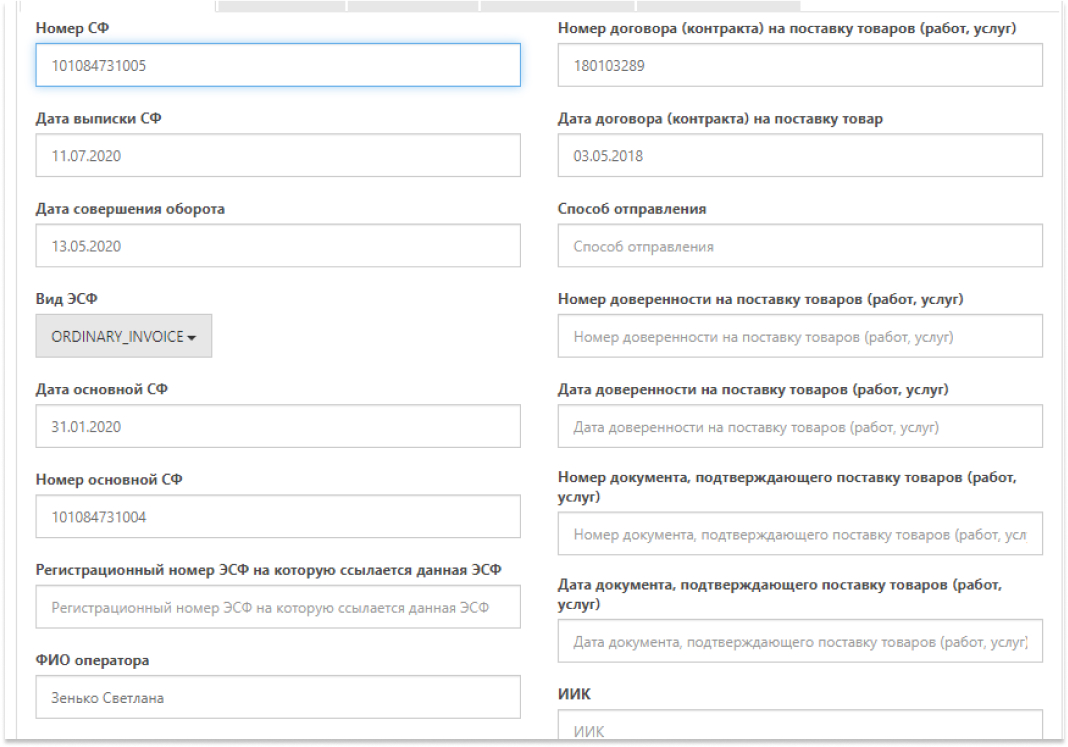 Номер СФ
101084731005
Дата выписки СФ
11.07.2020
Дата совершения оборота
13.05.2020
Вид ЭСФ
ORDINARY_INVOICE
Дата основной СФ
31.01.2020
Номер основной СФ
101084731004
Регистрационный номер ЭСФ на которую ссылается данная ЭСФ
Регистрационный номер ЭСФ на которую ссылается данная ЭСФ
ФИО оператора
Зенько Светлана
Номер договора (контракта) на поставку товаров (работ, услуг)
180103289
Дата договора (контракта) на поставку товар
03.05.2018
Способ отправления
Способ отправления
Номер доверенности на поставку товаров (работ, услуг)
Номер доверенности на поставку товаров (работ, услуг)
Дата доверенности на поставку товаров (работ, услуг)
Дата доверенности на поставку товаров (работ, услуг)
Номер документа, подтверждающего поставку товаров (работ,
услуг)
Номер документа, подтверждающего поставку товаров (работ, усл
Дата документа, подтверждающего поставку товаров (работ,
услуг)
Дата документа, подтверждающего поставку товаров (работ, услуг)
ИИК
ИИК